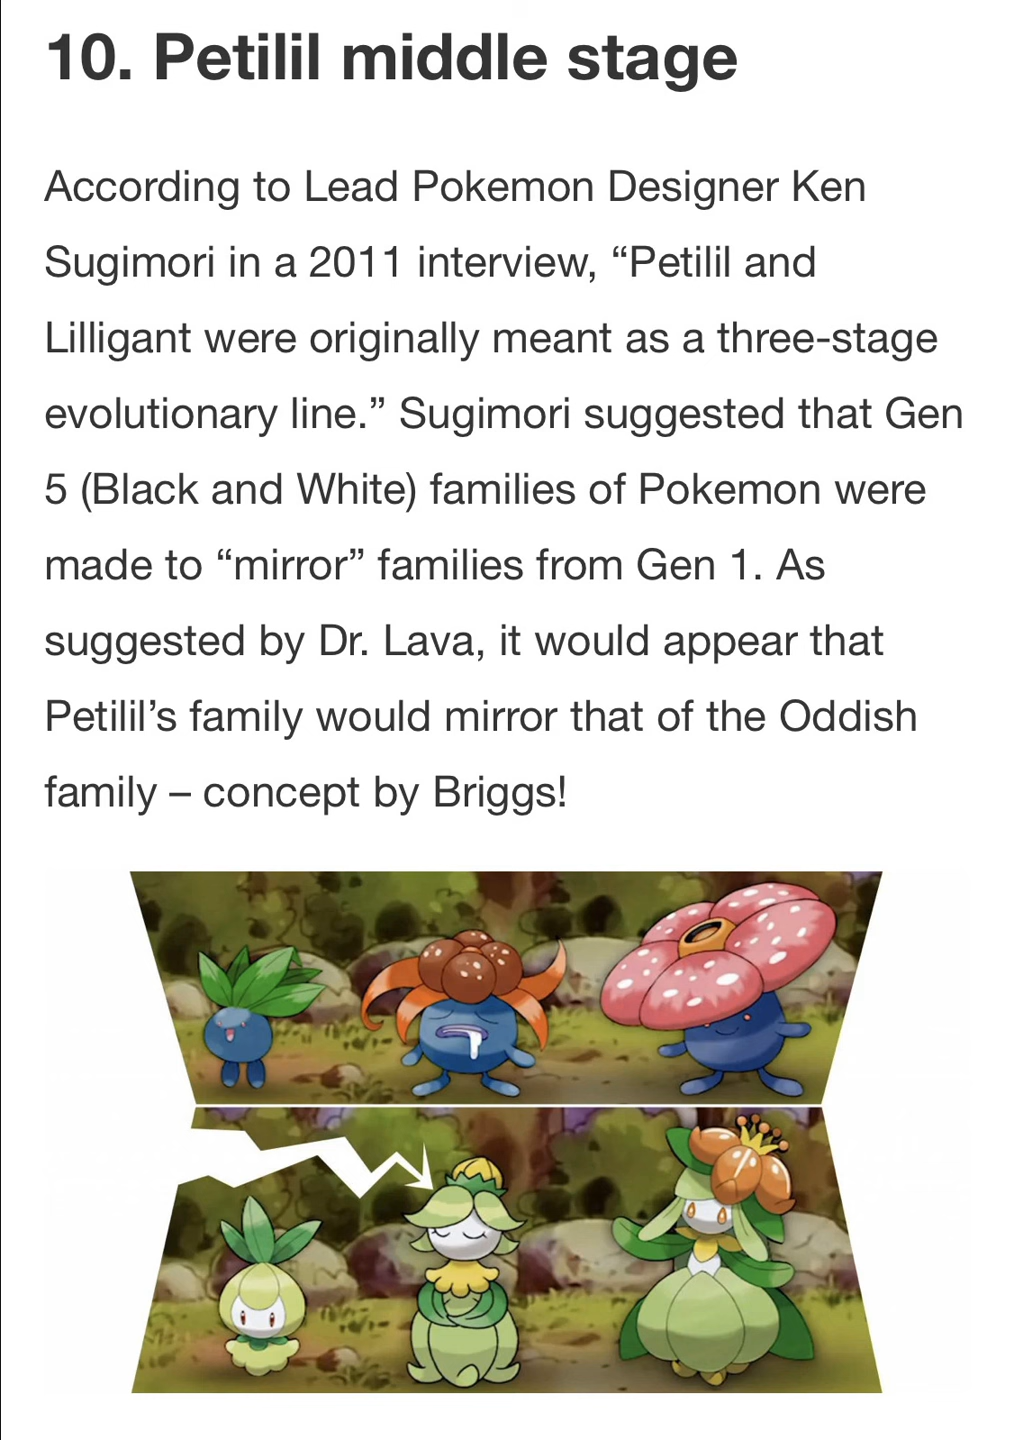 10. Petilil middle stage
According to Lead Pokemon Designer Ken
Sugimori in a 2011 interview, “Petilil and
Lilligant were originally meant as a three-stage
evolutionary line.” Sugimori suggested that Gen
5 (Black and White) families of Pokemon were
made to “mirror” families from Gen 1. As
suggested by Dr. Lava, it would appear that
Petilil’s family would mirror that of the Oddish
family – concept by Briggs!